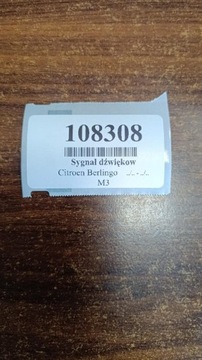 108308
Sygnał dźwiękow
Citroen Berlingo ../.. - ../..
M3